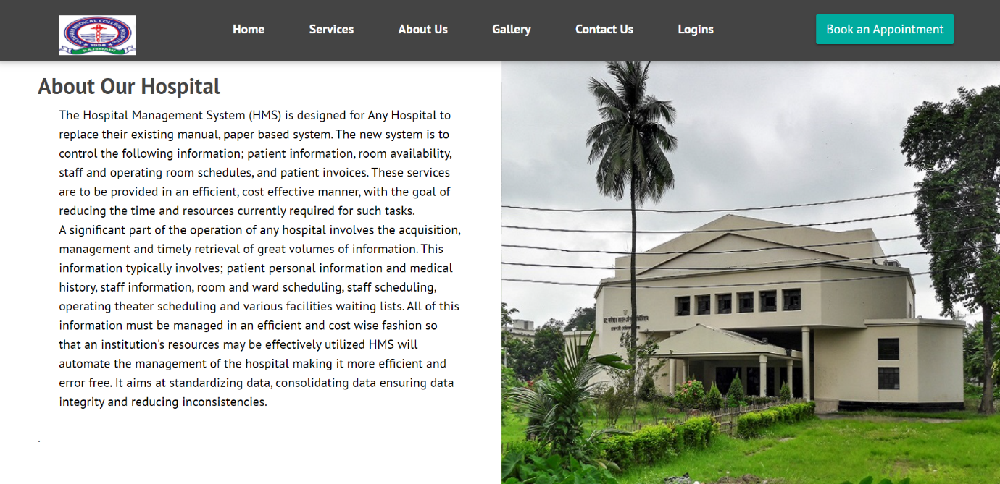 RAJSHAHI MEDICAL COLLEGE HOSPITAL
1958
RAJSHAHI
Home
Services
About Us
Gallery
Contact Us
Logins
Book an Appointment
About Our Hospital
The Hospital Management System (HMS) is designed for Any Hospital to
replace their existing manual, paper based system. The new system is to
control the following information; patient information, room availability,
staff and operating room schedules, and patient invoices. These services
are to be provided in an efficient, cost effective manner, with the goal of
reducing the time and resources currently required for such tasks.
A significant part of the operation of any hospital involves the acquisition,
management and timely retrieval of great volumes of information. This
information typically involves; patient personal information and medical
history, staff information, room and ward scheduling, staff scheduling,
operating theater scheduling and various facilities waiting lists. All of this
information must be managed in an efficient and cost wise fashion so
that an institution's resources may be effectively utilized HMS will
automate the management of the hospital making it more efficient and
error free. It aims at standardizing data, consolidating data ensuring data
integrity and reducing inconsistencies.
.